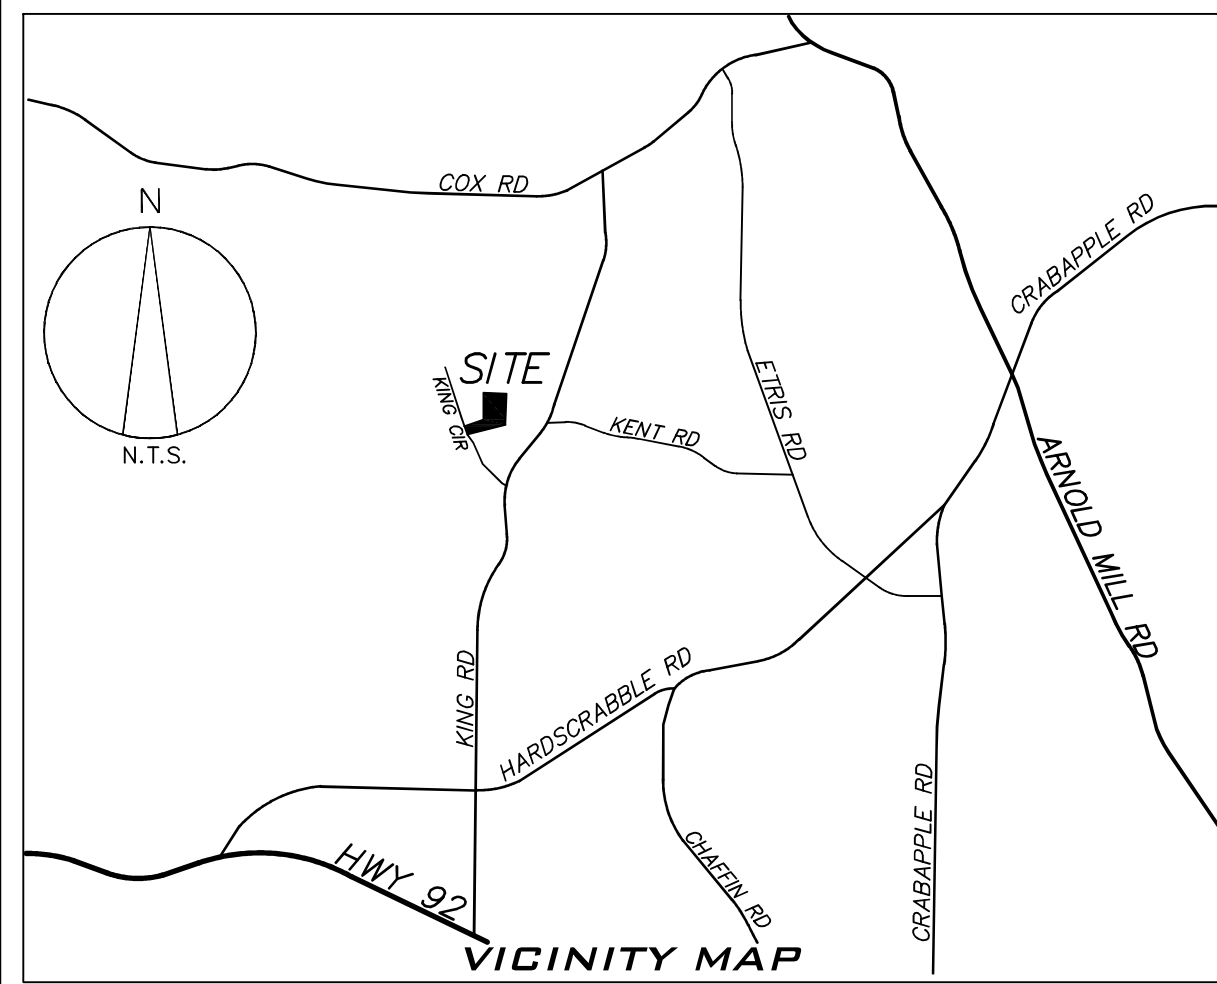 COX RD
N
CRABAPPLE RD
SITE
KING CIR
ETRIS RD
KENT RD
N.T.S.
ARNOLD MILL RD
KING RD
HARDSCRABBLE RD
CRABAPPLE RD
CHAFFIN RD
HWY 92
VICINITY MAP